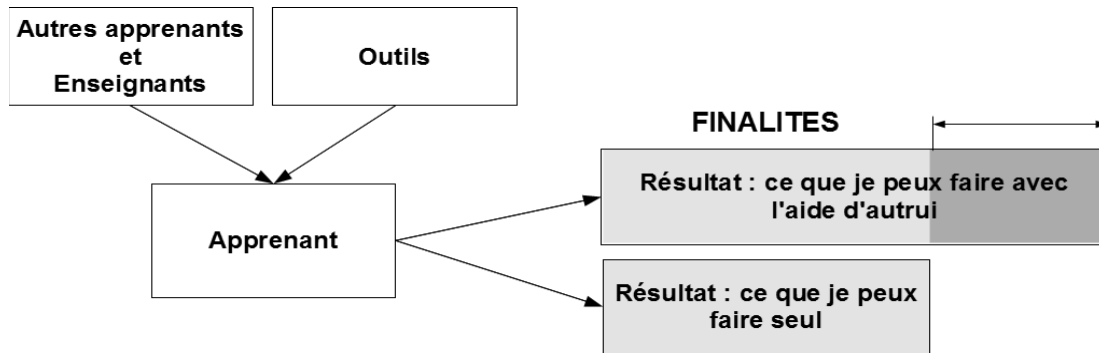 Autres apprenants
et
Enseignants
Outils
FINALITES
Résultat : ce que je peux faire avec
l'aide d'autrui
Apprenant
Résultat : ce que je peux
faire seul